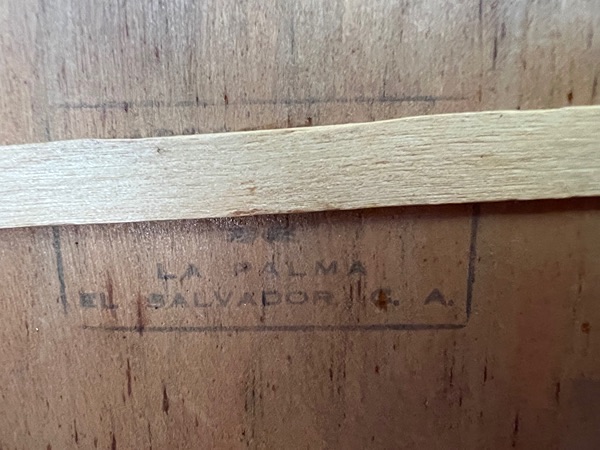 LA PALMA
EL SALVADOR, C. A.